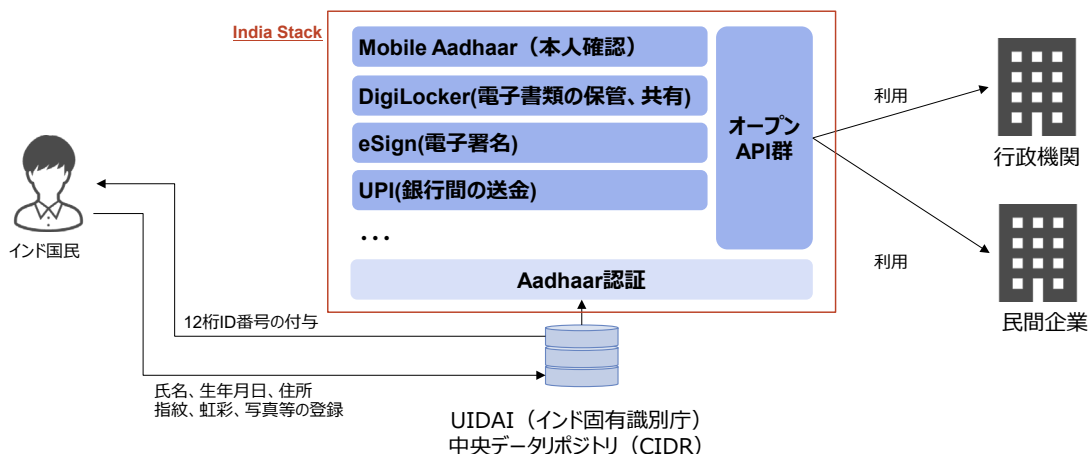 India Stack
Mobile Aadhaar（本人確認）
DigiLocker(電子書類の保管、共有)
eSign(電子署名)
UPI(銀行間の送金)
...
オープン
API群
Aadhaar認証
利用
行政機関
利用
民間企業
インド国民
12桁ID番号の付与
氏名、生年月日、住所
指紋、虹彩、写真等の登録
UIDAI（インド固有識別庁）
中央データリポジトリ（CIDR）